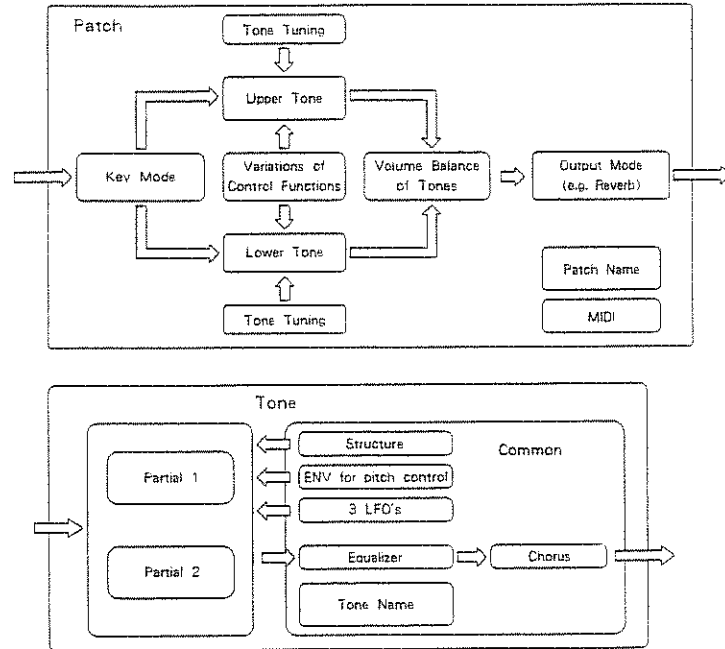 Patch
Tone Tuning
Upper Tone
Key Mode
Variations of
Control Functions
Volume Balance
of Tones
Output Mode
(e.g. Reverb)
Lower Tone
Tone Tuning
Patch Name
MIDI
Tone
Partial 1
Partial 2
Structure
Common
ENV for pitch control
3 LFO's
Equalizer
Chorus
Tone Name